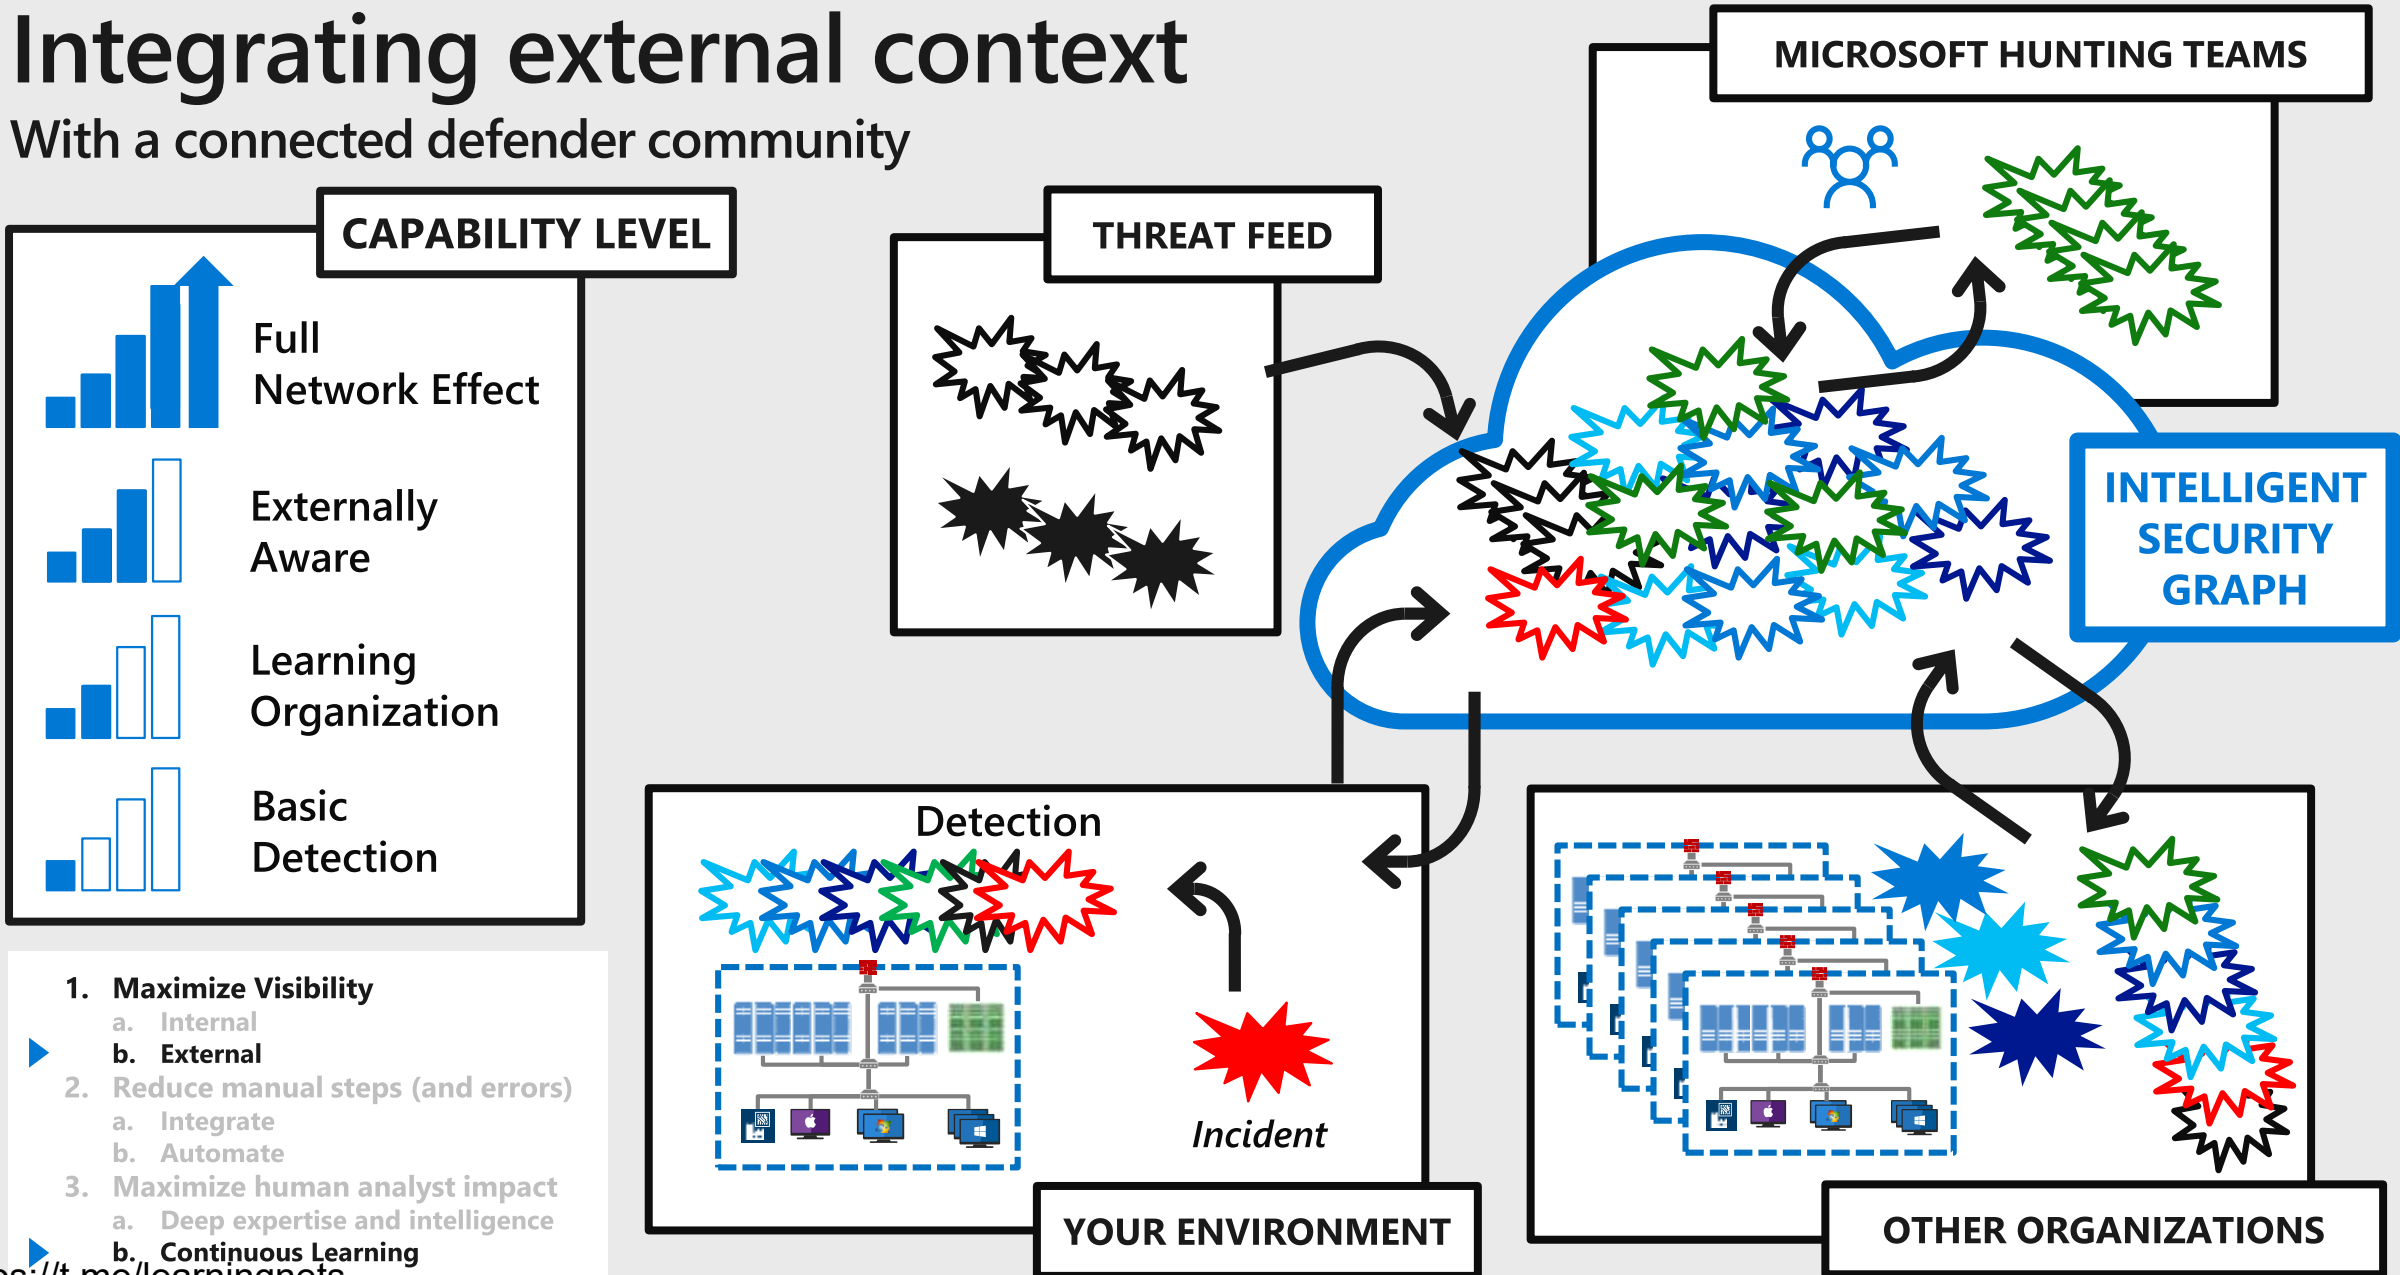 Integrating external context
With a connected defender community
CAPABILITY LEVEL
Full
Network Effect
Externally
Aware
Learning
Organization
Basic
Detection
1. Maximize Visibility
a. Internal
b. External
2. Reduce manual steps (and errors)
a. Integrate
b. Automate
3. Maximize human analyst impact
a. Deep expertise and intelligence
b. Continuous Learning
THREAT FEED
MICROSOFT HUNTING TEAMS
INTELLIGENT
SECURITY
GRAPH
Detection
Incident
YOUR ENVIRONMENT
OTHER ORGANIZATIONS